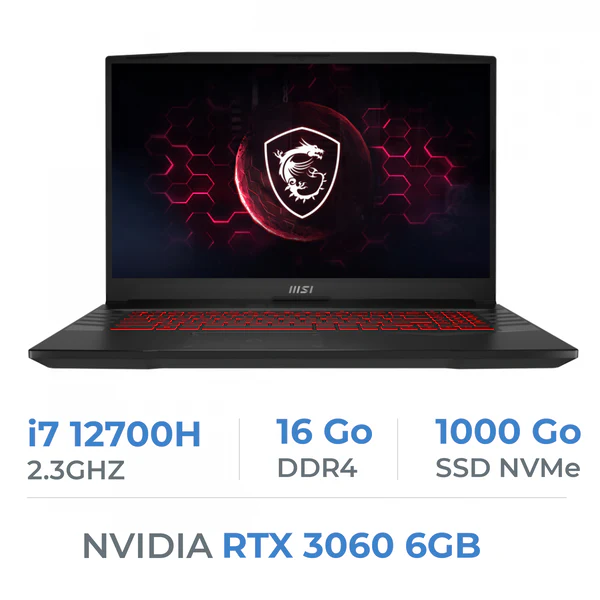 msi
i7 12700H
2.3GHZ
16 Go
DDR4
1000 Go
SSD NVMe
NVIDIA RTX 3060 6GB